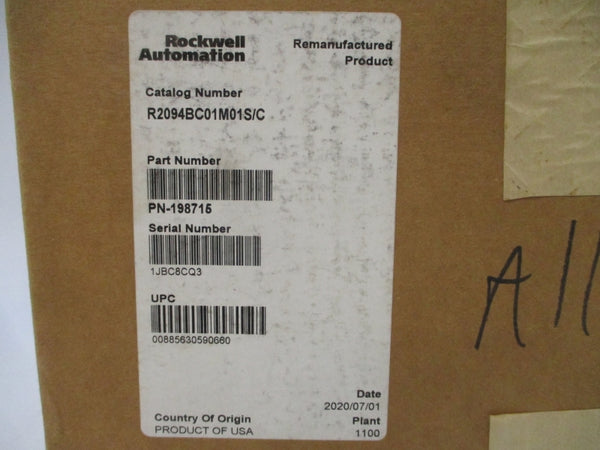 Rockwell
Automation
Remanufactured
Product
Catalog Number
R2094BC01M01S/C
Part Number
PN-198715
Serial Number
1JBC8CQ3
UPC
00885630590660
Date
2020/07/01
Country Of Origin
PRODUCT OF USA
Plant
1100
All